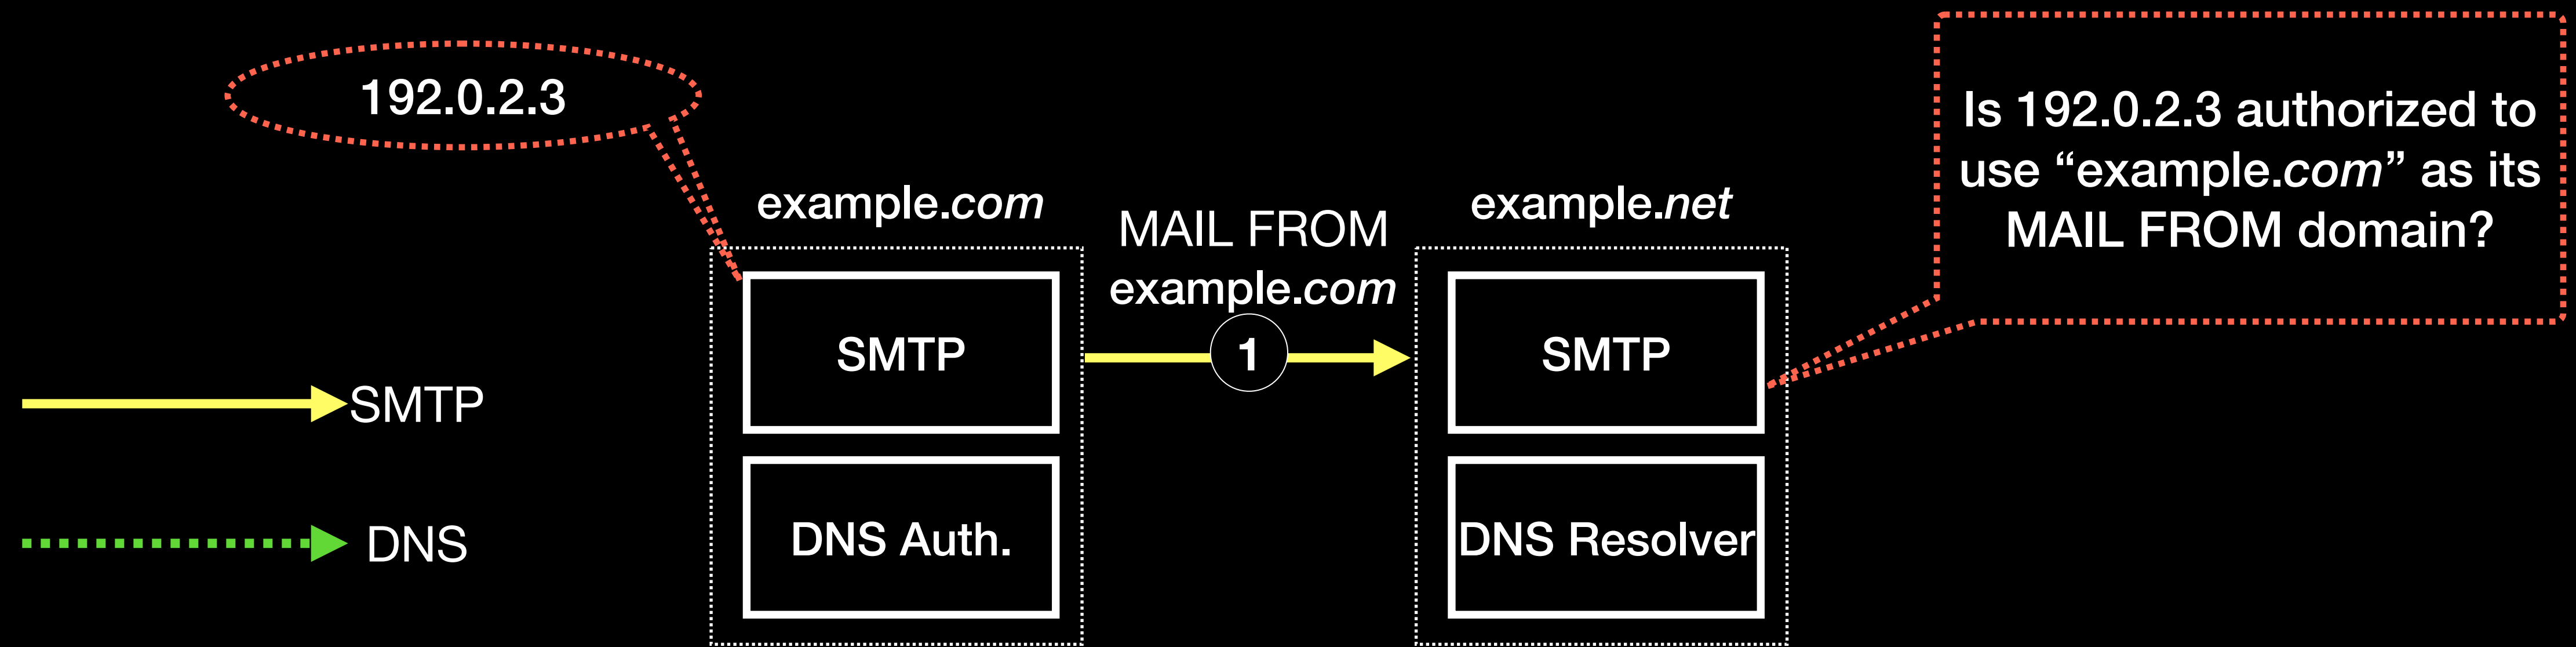 192.0.2.3
Is 192.0.2.3 authorized to
use “example.com” as its
MAIL FROM domain?
example.com
MAIL FROM
example.com
example.net
1
SMTP
SMTP
SMTP
DNS Auth.
DNS Resolver
DNS